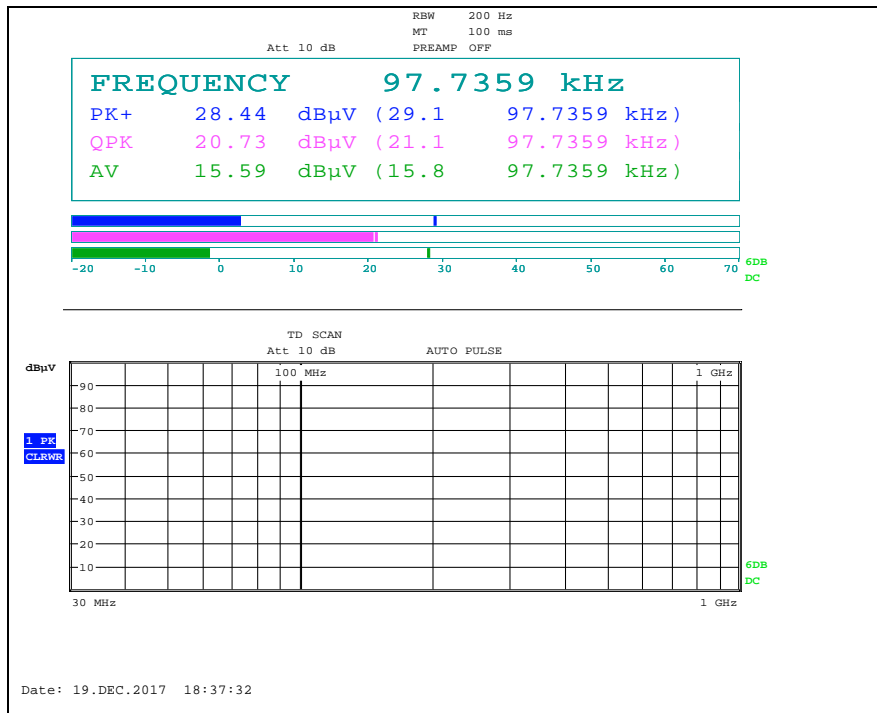 RBW 200 Hz
MT 100 ms
Att 10 dB PREAMP OFF
FREQUENCY 97.7359 kHz
PK+ 28.44 dBµV (29.1 97.7359 kHz)
QPK 20.73 dBµV (21.1 97.7359 kHz)
AV 15.59 dBµV (15.8 97.7359 kHz)
-20 -10 0 10 20 30 40 50 60 70
6DB
DC
TD SCAN
Att 10 dB AUTO PULSE
dBµV
100 MHz 1 GHz
90
80
70
1 PK
CLRWR
60
50
40
30
20
10
6DB
DC
30 MHz 1 GHz
Date: 19.DEC.2017 18:37:32